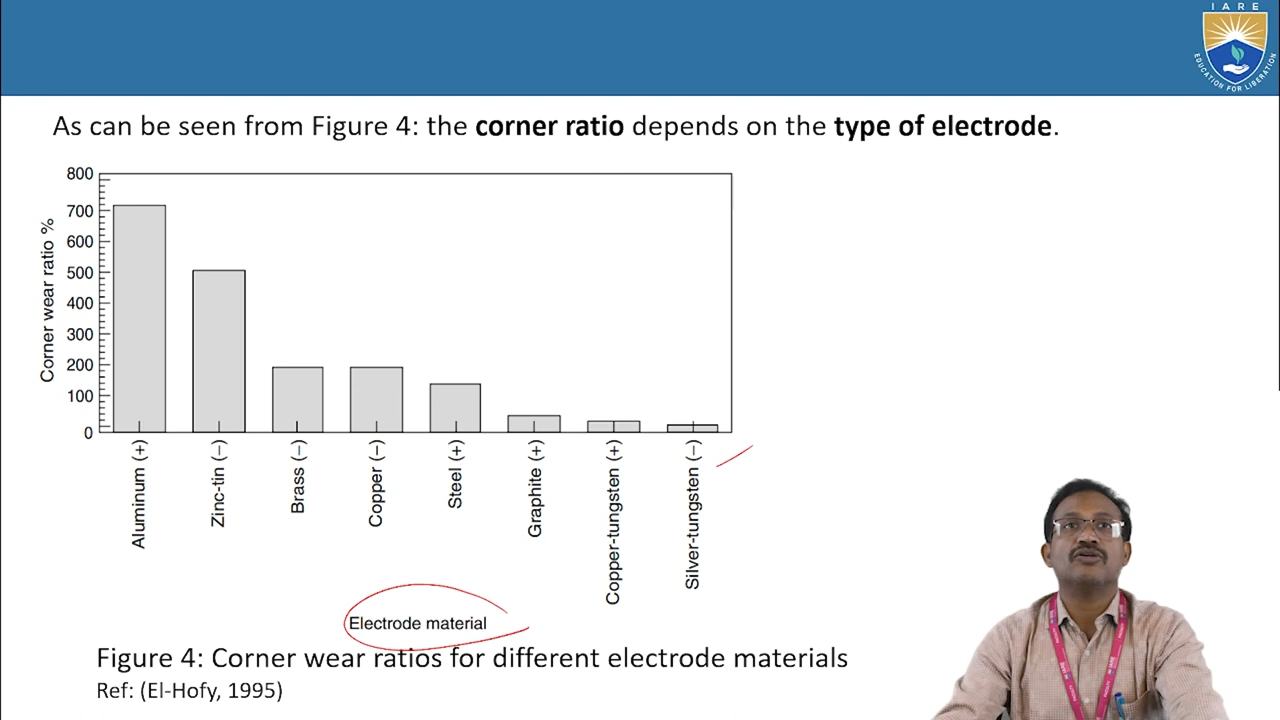 IARE
EDUCATION FOR LIBERATION
As can be seen from Figure 4: the corner ratio depends on the type of electrode.
Corner wear ratio %
800
700
600
500
400
300
200
100
0
Aluminum (+)
Zinc-tin (−)
Brass (−)
Copper (−)
Steel (+)
Graphite (+)
Copper-tungsten (+)
Silver-tungsten (−)
Electrode material
Figure 4: Corner wear ratios for different electrode materials
Ref: (El-Hofy, 1995)